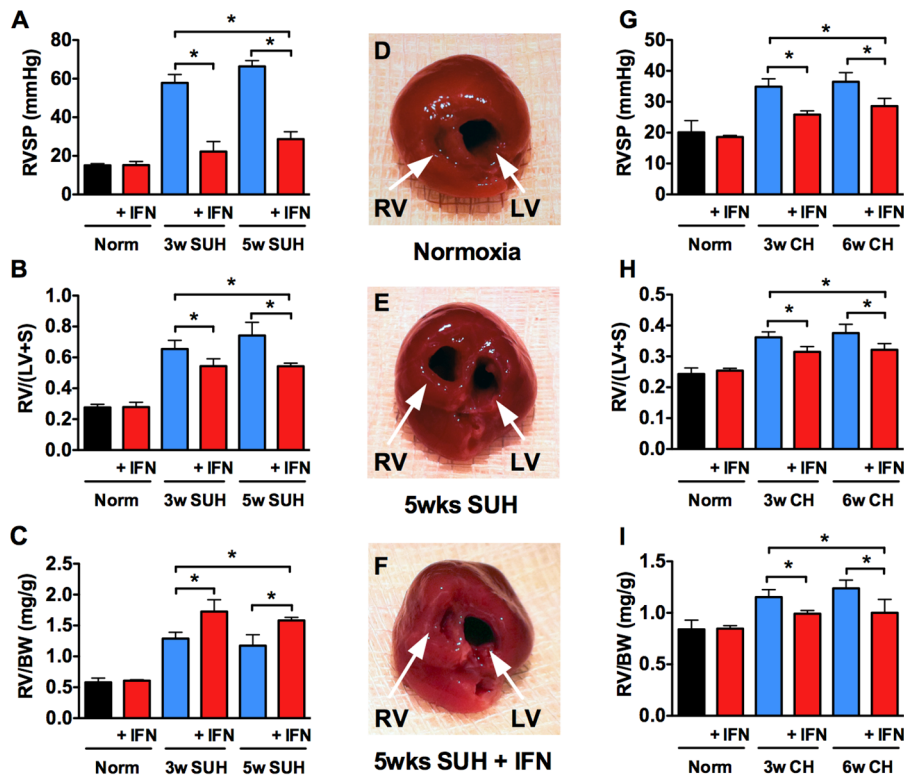 A
RVSP (mmHg)
80
60
40
20
0
*
*
*
+ IFN + IFN + IFN
Norm 3w SUH 5w SUH
B
RV/(LV+S)
1.0
0.8
0.6
0.4
0.2
0.0
*
*
*
+ IFN + IFN + IFN
Norm 3w SUH 5w SUH
C
RV/BW (mg/g)
2.5
2.0
1.5
1.0
0.5
0.0
*
*
*
+ IFN + IFN + IFN
Norm 3w SUH 5w SUH
D
RV LV
Normoxia
E
RV LV
5wks SUH
F
RV LV
5wks SUH + IFN
G
RVSP (mmHg)
50
40
30
20
10
0
*
*
*
+ IFN + IFN + IFN
Norm 3w CH 6w CH
H
RV/(LV+S)
0.5
0.4
0.3
0.2
0.1
0.0
*
*
*
+ IFN + IFN + IFN
Norm 3w CH 6w CH
I
RV/BW (mg/g)
1.5
1.0
0.5
0.0
*
*
*
+ IFN + IFN + IFN
Norm 3w CH 6w CH